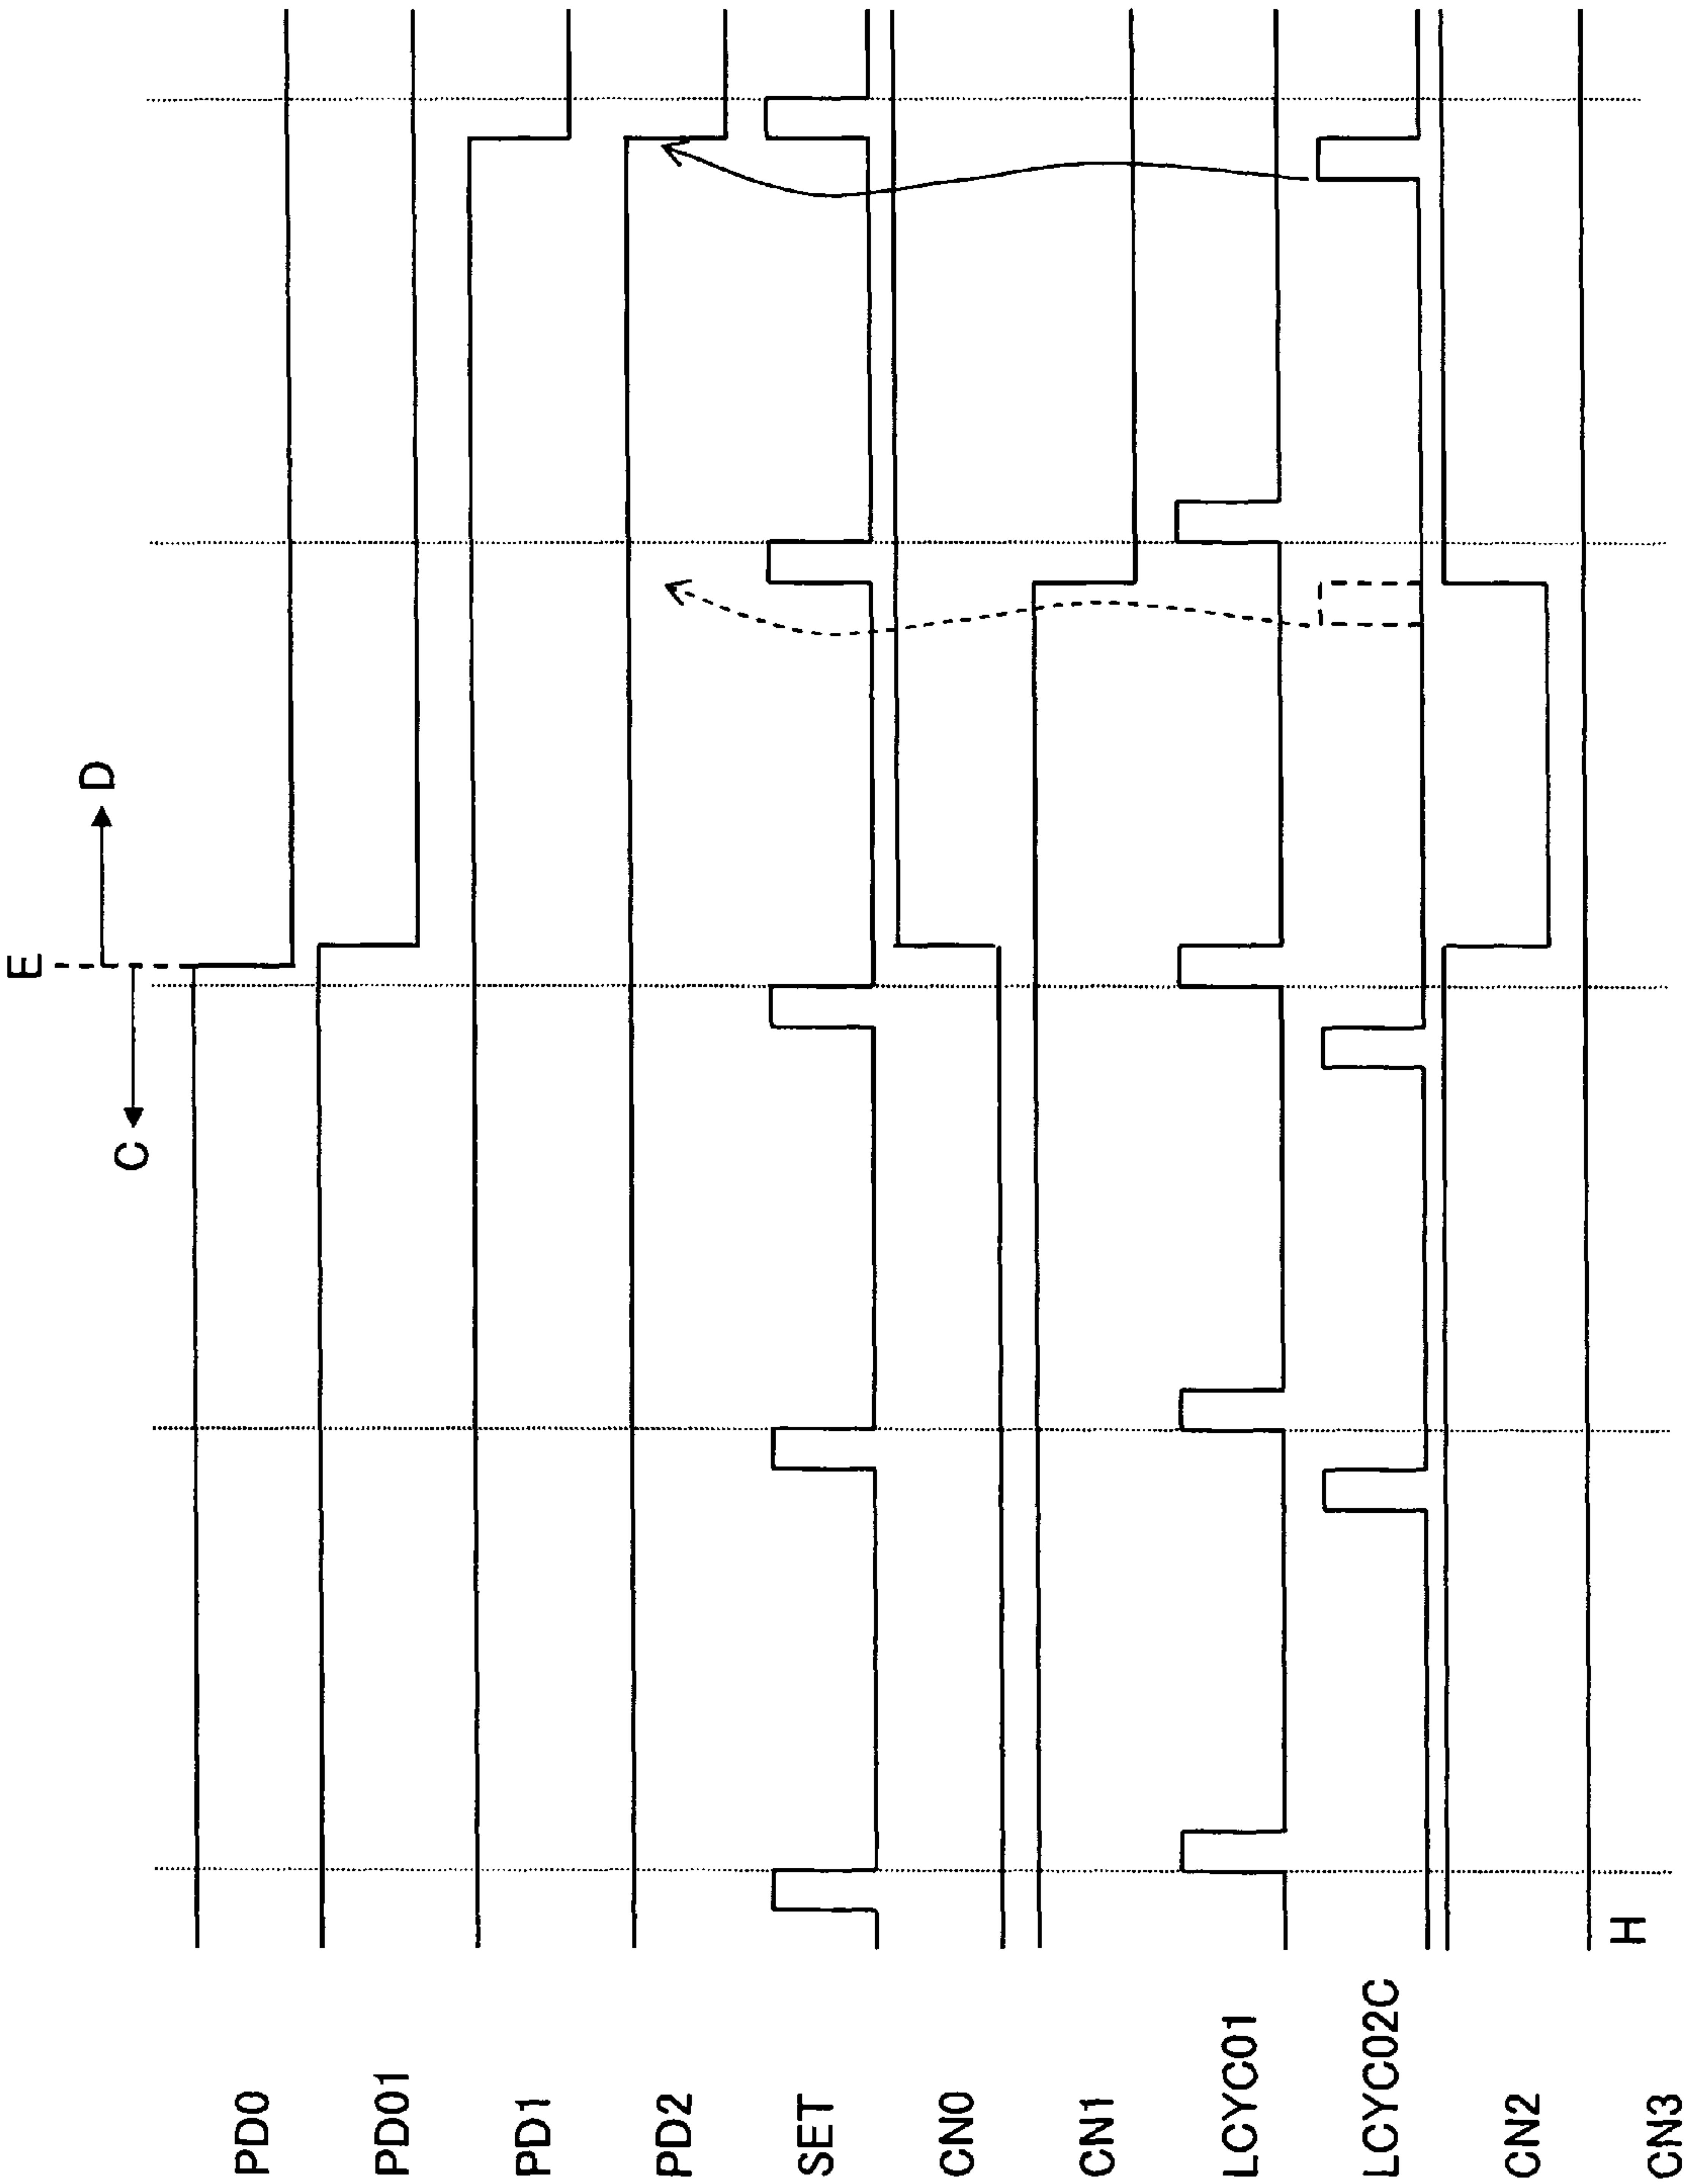 E
C
D
PD0
PD01
PD1
PD2
SET
CN0
CN1
LCYC01
LCYC02C
CN2
CN3
H